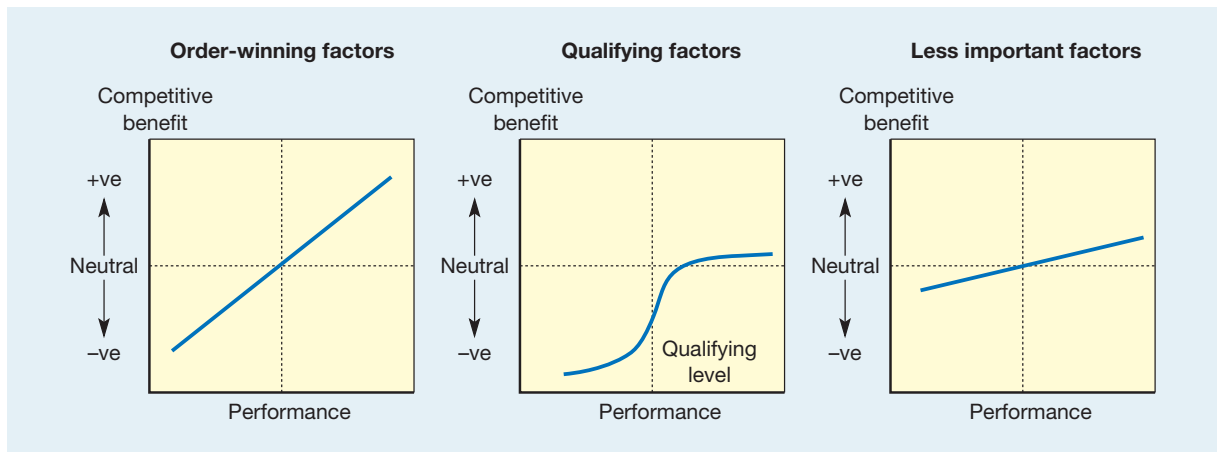 Order-winning factors
Competitive
benefit
+ve
Neutral
–ve
Performance
Qualifying factors
Competitive
benefit
+ve
Neutral
–ve
Qualifying
level
Performance
Less important factors
Competitive
benefit
+ve
Neutral
–ve
Performance